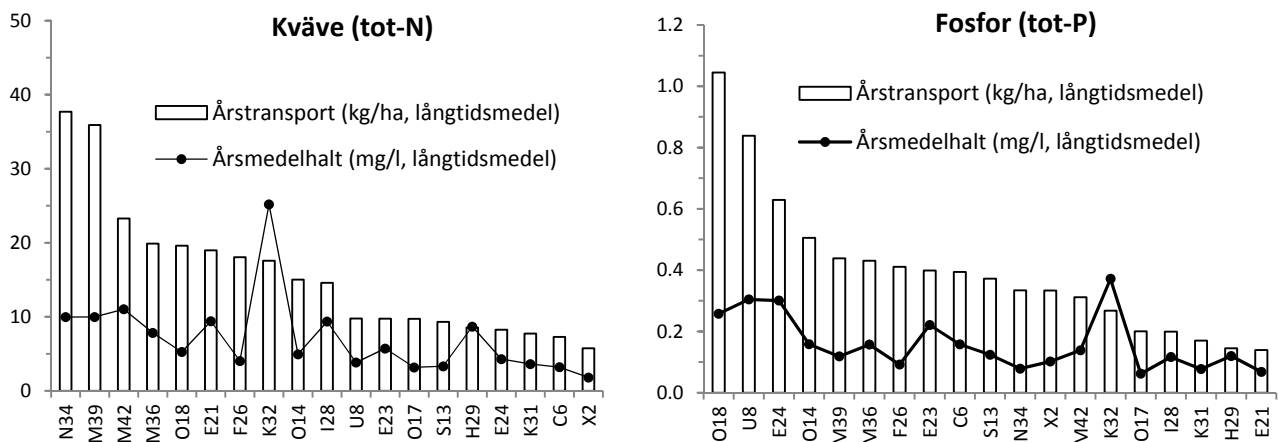 Kväve (tot-N)
50
40
30
20
10
0
Årstransport (kg/ha, långtidsmedel)
Årsmedelhalt (mg/l, långtidsmedel)
N34 M39 M42 M36 O18 E21 F26 K32 O14 I28 U8 E23 O17 S13 H29 E24 K31 C6 X2
Fosfor (tot-P)
1.2
1.0
0.8
0.6
0.4
0.2
0.0
Årstransport (kg/ha, långtidsmedel)
Årsmedelhalt (mg/l, långtidsmedel)
O18 U8 E24 O14 M39 M36 F26 E23 C6 S13 N34 X2 M42 K32 O17 I28 K31 H29 E21